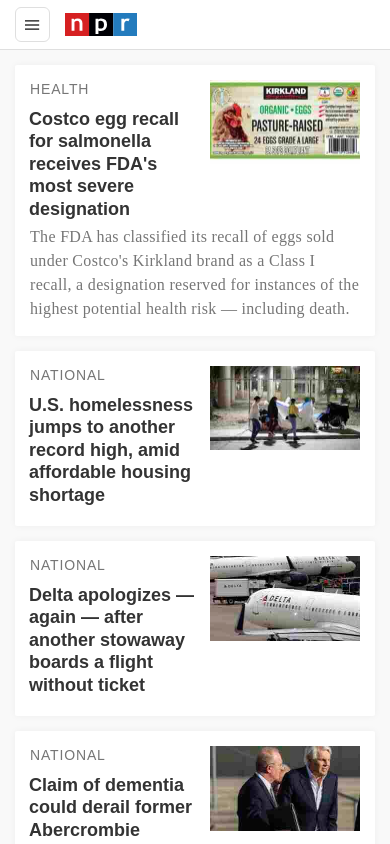 npr
HEALTH
Costco egg recall
for salmonella
receives FDA's
most severe
designation
KIRKLAND
ORGANIC • EGGS
PASTURE-RAISED
24 EGGS GRADE A LARGE
The FDA has classified its recall of eggs sold
under Costco's Kirkland brand as a Class I
recall, a designation reserved for instances of the
highest potential health risk — including death.
NATIONAL
U.S. homelessness
jumps to another
record high, amid
affordable housing
shortage
NATIONAL
Delta apologizes —
again — after
another stowaway
boards a flight
without ticket
DELTA
NATIONAL
Claim of dementia
could derail former
Abercrombie